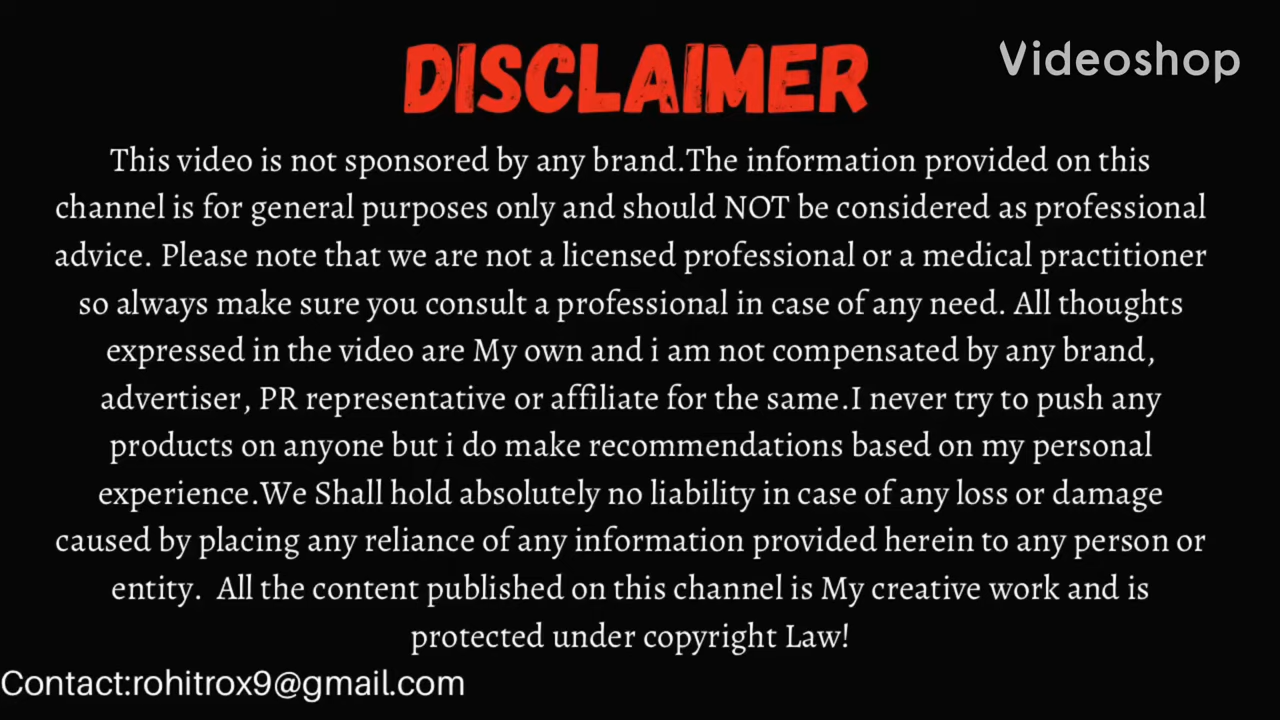 DISCLAIMER
Videoshop
This video is not sponsored by any brand.The information provided on this
channel is for general purposes only and should NOT be considered as professional
advice. Please note that we are not a licensed professional or a medical practitioner
so always make sure you consult a professional in case of any need. All thoughts
expressed in the video are My own and i am not compensated by any brand,
advertiser, PR representative or affiliate for the same.I never try to push any
products on anyone but i do make recommendations based on my personal
experience.We Shall hold absolutely no liability in case of any loss or damage
caused by placing any reliance of any information provided herein to any person or
entity.  All the content published on this channel is My creative work and is
protected under copyright Law!
Contact:rohitrox9@gmail.com